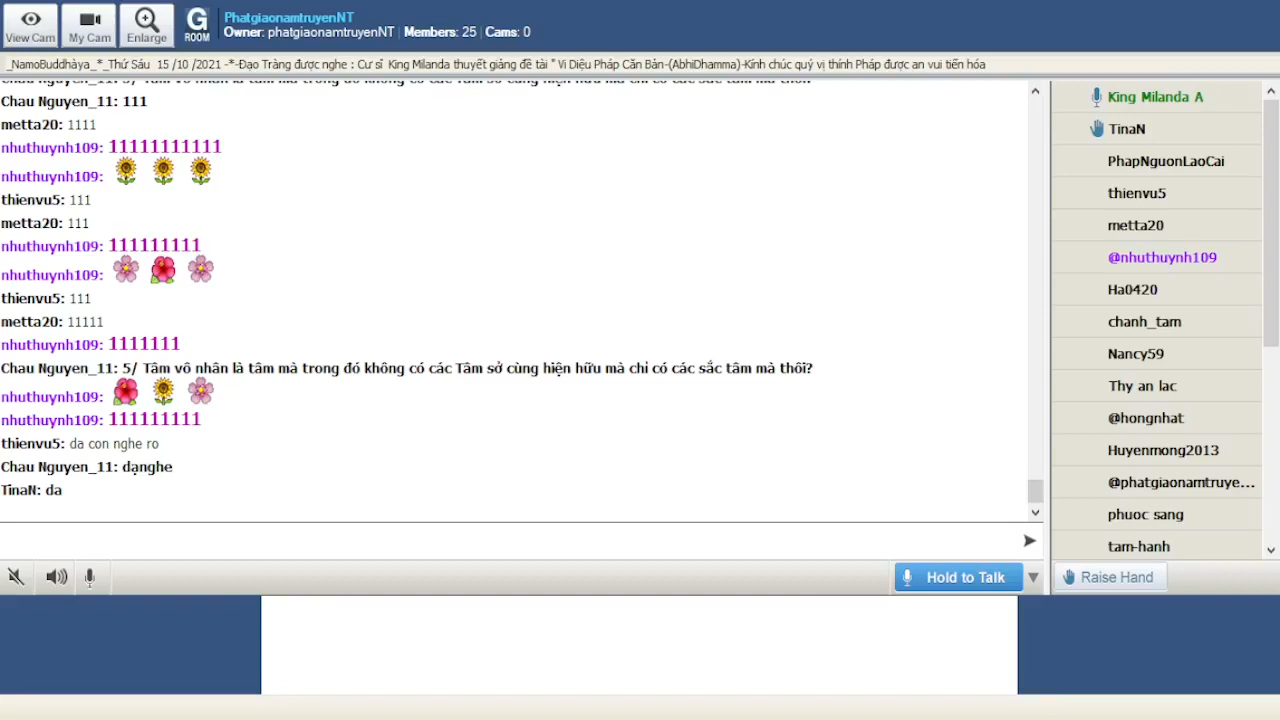 View Cam
My Cam
Enlarge
G
ROOM
PhatgiaonamtruyenNT
Owner: phatgiaonamtruyenNT | Members: 25 | Cams: 0
_NamoBuddhàya_*_Thứ Sáu 15 /10 /2021 -*-Đạo Tràng được nghe : Cư sĩ King Milanda thuyết giảng đề tài " Vi Diệu Pháp Căn Bản-(AbhiDhamma)-Kính chúc quý vị thính Pháp được an vui tiến hóa
Chau Nguyen_11: 111
metta20: 1111
nhuthuynh109: 11111111111
nhuthuynh109:
thienvu5: 111
metta20: 111
nhuthuynh109: 111111111
nhuthuynh109:
thienvu5: 111
metta20: 11111
nhuthuynh109: 1111111
Chau Nguyen_11: 5/ Tâm vô nhân là tâm mà trong đó không có các Tâm sở cùng hiện hữu mà chỉ có các sắc tâm mà thôi?
nhuthuynh109:
nhuthuynh109: 111111111
thienvu5: da con nghe ro
Chau Nguyen_11: dạnghe
TinaN: da
King Milanda A
TinaN
PhapNguonLaoCai
thienvu5
metta20
@nhuthuynh109
Ha0420
chanh_tam
Nancy59
Thy an lac
@hongnhat
Huyenmong2013
@phatgiaonamtruye...
phuoc sang
tam-hanh
Hold to Talk
Raise Hand